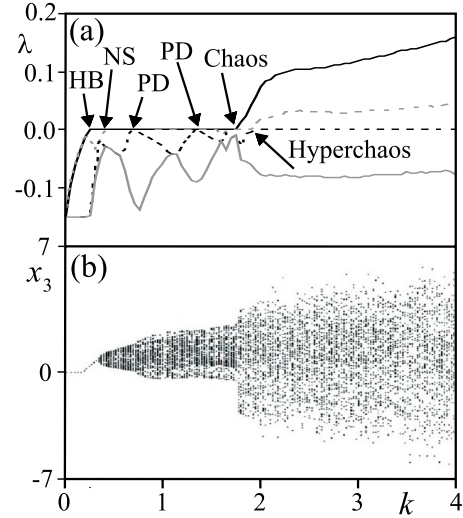 0.2
(a)
λ
NS
PD
Chaos
HB
PD
0.1
0.0
Hyperchaos
-0.1
7
(b)
x3
0
-7
0 1 2 3 k 4